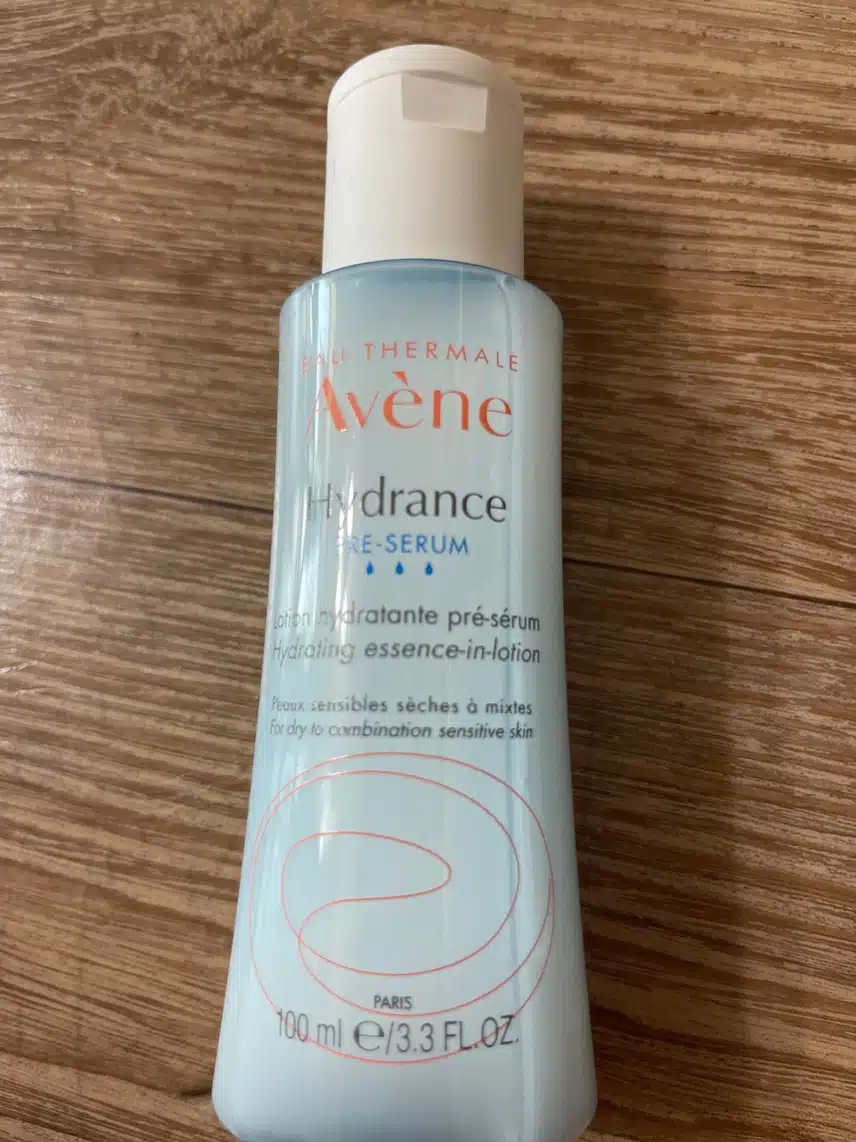 EAU THERMALE
Avène
Hydrance
PRE-SERUM
Lotion hydratante pré-sérum
Hydrating essence-in-lotion
Peaux sensibles sèches à mixtes
For dry to combination sensitive skin
PARIS
100 ml ℮/3.3 FL.OZ.